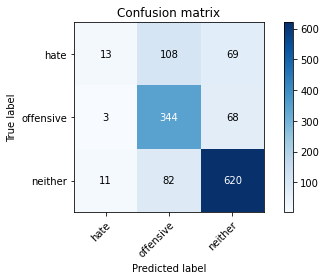 Confusion matrix
True label
hate 13 108 69
offensive 3 344 68
neither 11 82 620
hate offensive neither
Predicted label
600
500
400
300
200
100